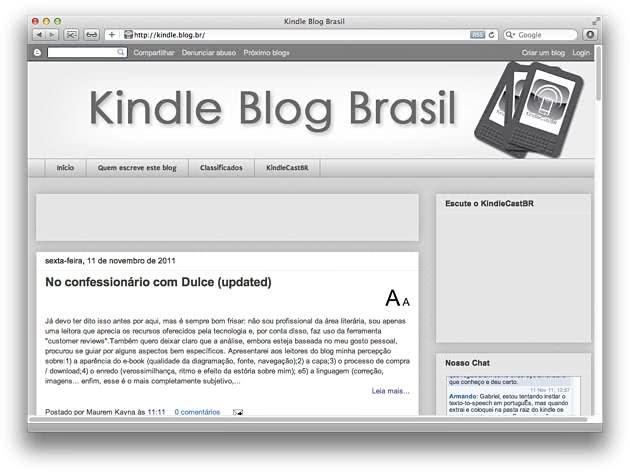 Kindle Blog Brasil
http://kindle.blog.br/
RSS
Google
Compartilhar Denunciar abuso Próximo blog»
Criar um blog Login
Kindle Blog Brasil
Início Quem escreve este blog Classificados KindleCastBR
Escute o KindleCastBR
sexta-feira, 11 de novembro de 2011
No confessionário com Dulce (updated)
A A
Já devo ter dito isso antes por aqui, mas é sempre bom frisar: não sou profissional da área literária, sou apenas
uma leitora que aprecia os recursos oferecidos pela tecnologia e, por conta disso, faz uso da ferramenta
"customer reviews".Também quero deixar claro que a análise, embora esteja baseada no meu gosto pessoal,
procurou se guiar por alguns aspectos bem específicos. Apresentarei aos leitores do blog minha percepção
sobre:1) a aparência do e-book (qualidade da diagramação, fonte, navegação);2) a capa;3) o processo de compra
/ download;4) o enredo (verossimilhança, ritmo e efeito da estória sobre mim); e5) a linguagem (correção,
imagens... enfim, esse é o mais completamente subjetivo,...
Leia mais...
Postado por Maurem Kayna às 11:11 0 comentários
Nosso Chat
que conheço e deu certo.
11 Nov 11, 12:57
Armando: Gabriel, estou tentando instlar o
texto-to-speech am português, mas quando
extrai e coloquei na pasta raiz do kindle os